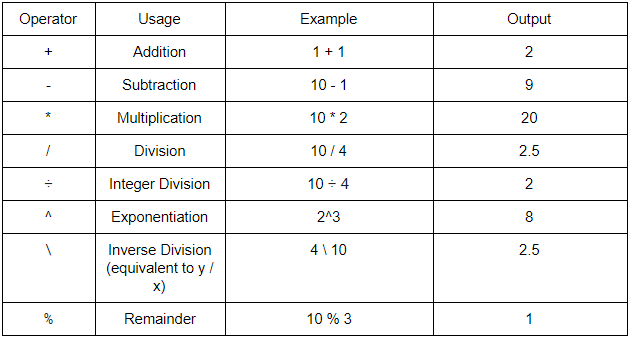 Operator Usage Example Output
+ Addition 1 + 1 2
- Subtraction 10 - 1 9
* Multiplication 10 * 2 20
/ Division 10 / 4 2.5
÷ Integer Division 10 ÷ 4 2
^ Exponentiation 2^3 8
\ Inverse Division 4 \ 10 2.5
(equivalent to y /
x)
% Remainder 10 % 3 1